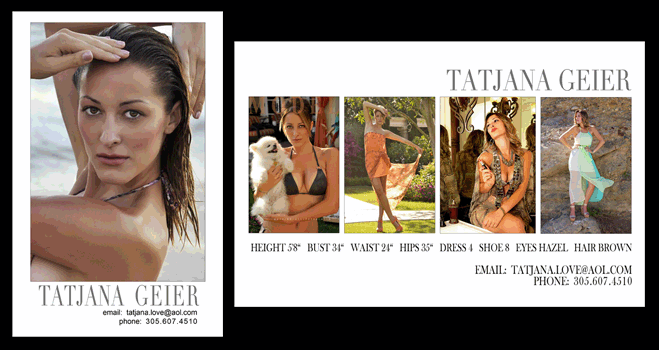 TATJANA GEIER
email: tatjana.love@aol.com
phone: 305.607.4510
TATJANA GEIER
HEIGHT 5'8" BUST 34" WAIST 24" HIPS 35" DRESS 4 SHOE 8 EYES HAZEL HAIR BROWN
EMAIL: TATJANA.LOVE@AOL.COM
PHONE: 305.607.4510